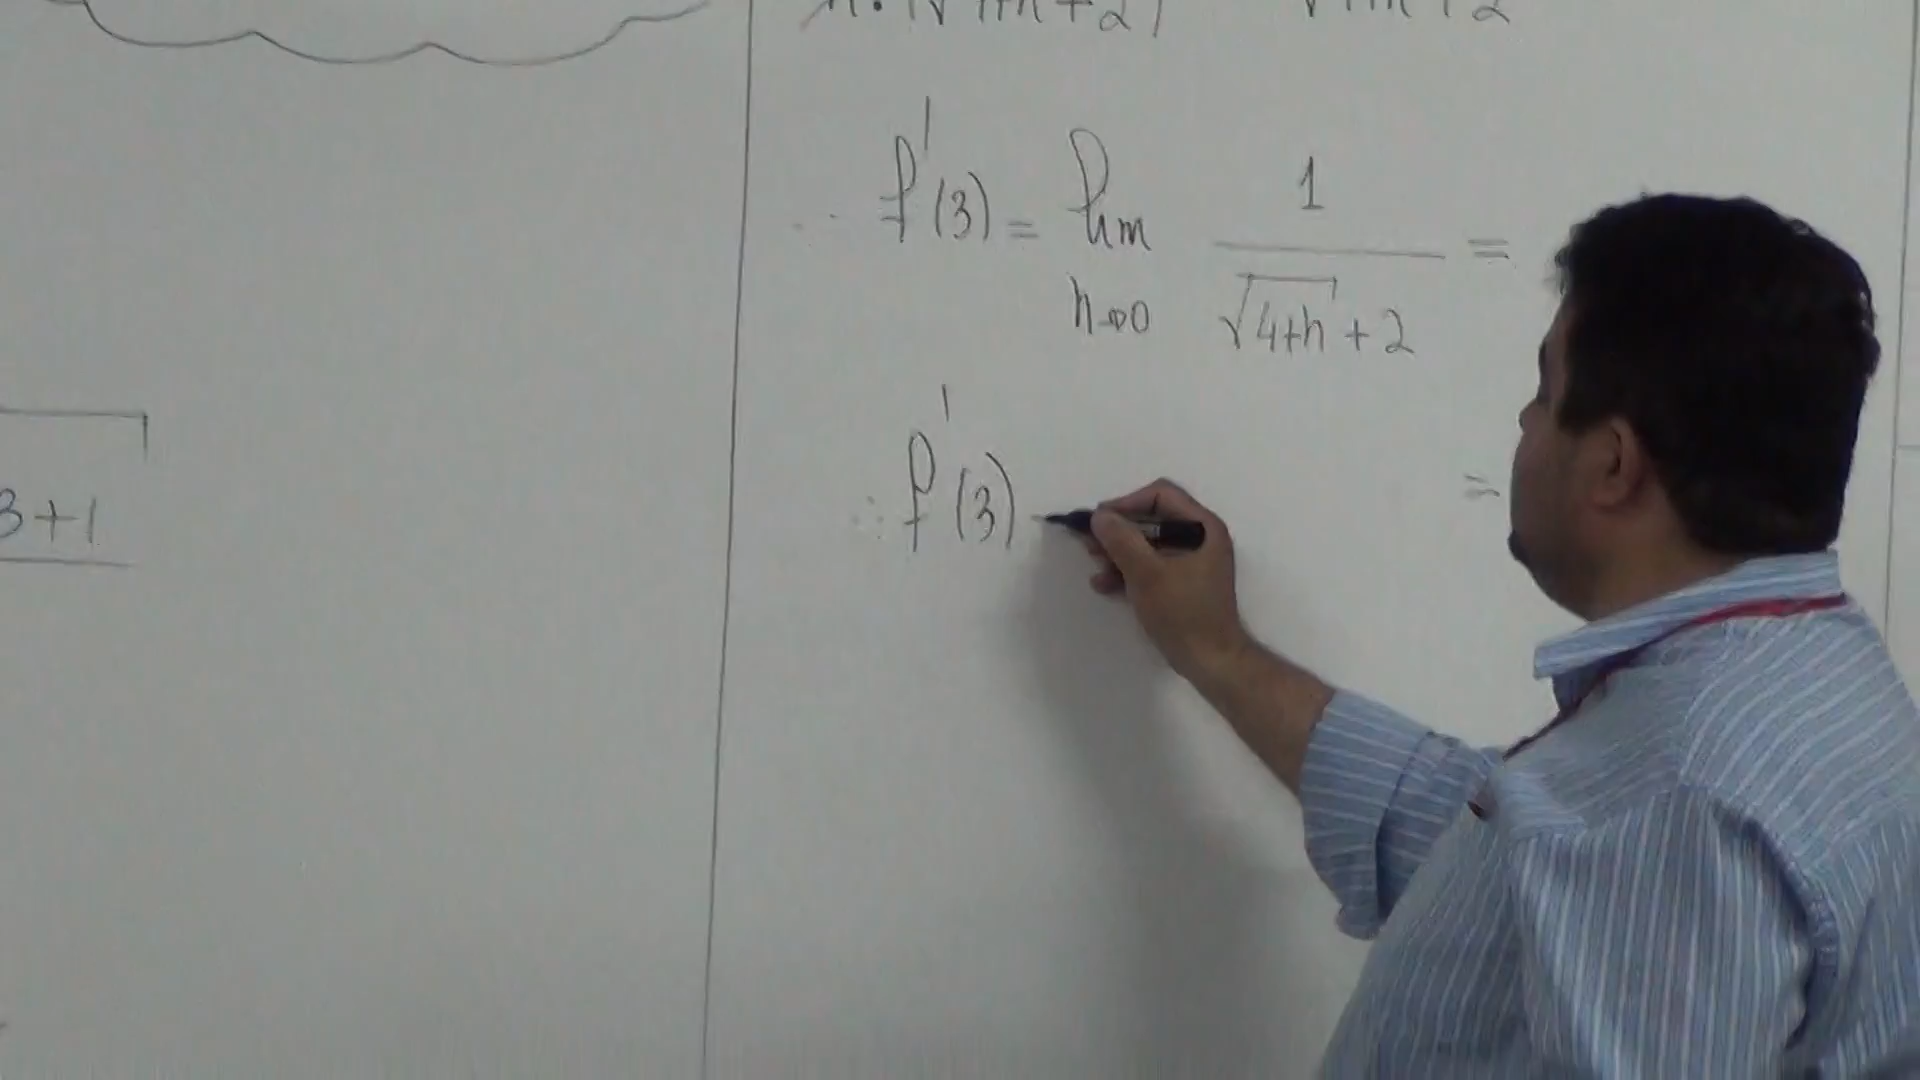 3+1
f'(3) = lim 1 / (√(4+h) + 2) =
h→0
∴ f'(3) =